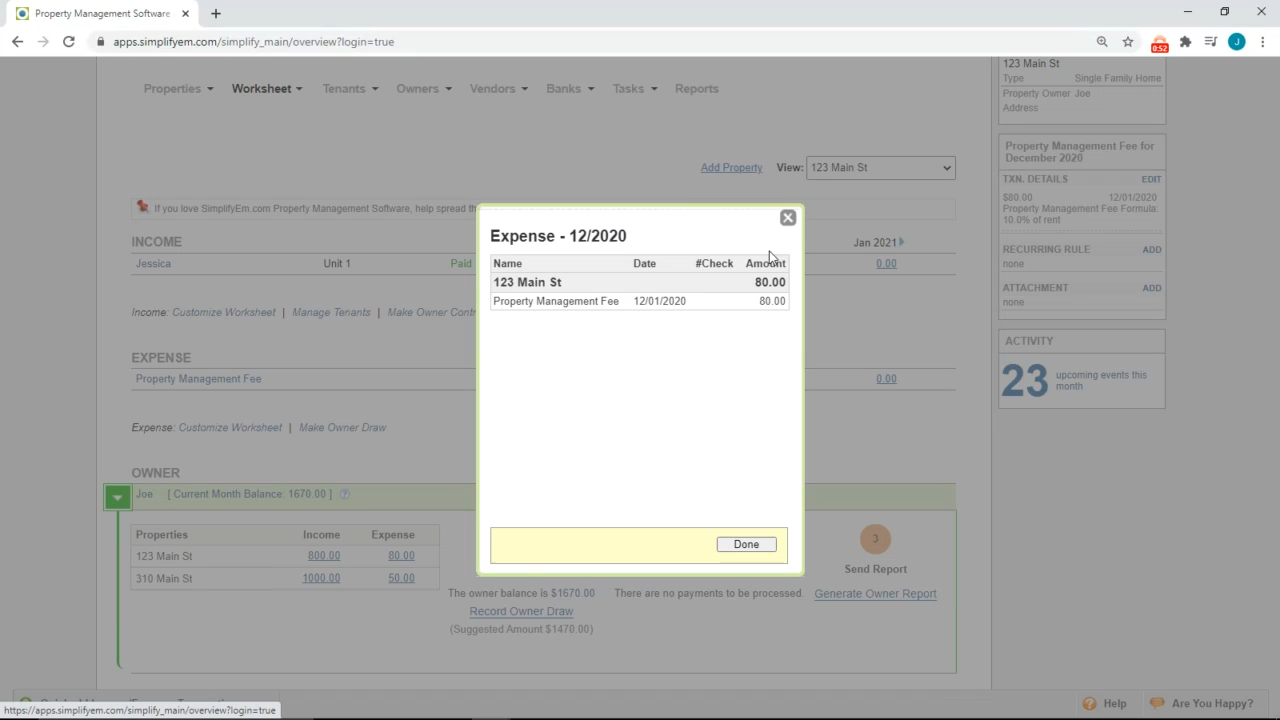 Property Management Software
apps.simplifyem.com/simplify_main/overview?login=true
0:52
J
Properties Worksheet Tenants Owners Vendors Banks Tasks Reports
Add Property View: 123 Main St
If you love SimplifyEm.com Property Management Software, help spread th
INCOME Jan 2021
Jessica Unit 1 Paid 0.00
Income: Customize Worksheet | Manage Tenants | Make Owner Contr
EXPENSE
Property Management Fee 0.00
Expense: Customize Worksheet | Make Owner Draw
OWNER
Joe [ Current Month Balance: 1670.00 ] ?
Properties Income Expense
123 Main St 800.00 80.00
310 Main St 1000.00 50.00
The owner balance is $1670.00
Record Owner Draw
(Suggested Amount $1470.00)
There are no payments to be processed.
3
Send Report
Generate Owner Report
Expense - 12/2020
Name Date #Check Amount
123 Main St 80.00
Property Management Fee 12/01/2020 80.00
Done
123 Main St
Type Single Family Home
Property Owner Joe
Address
Property Management Fee for
December 2020
TXN. DETAILS EDIT
$80.00 12/01/2020
Property Management Fee Formula:
10.0% of rent
RECURRING RULE ADD
none
ATTACHMENT ADD
none
ACTIVITY
23 upcoming events this
month
https://apps.simplifyem.com/simplify_main/overview?login=true
? Help Are You Happy?